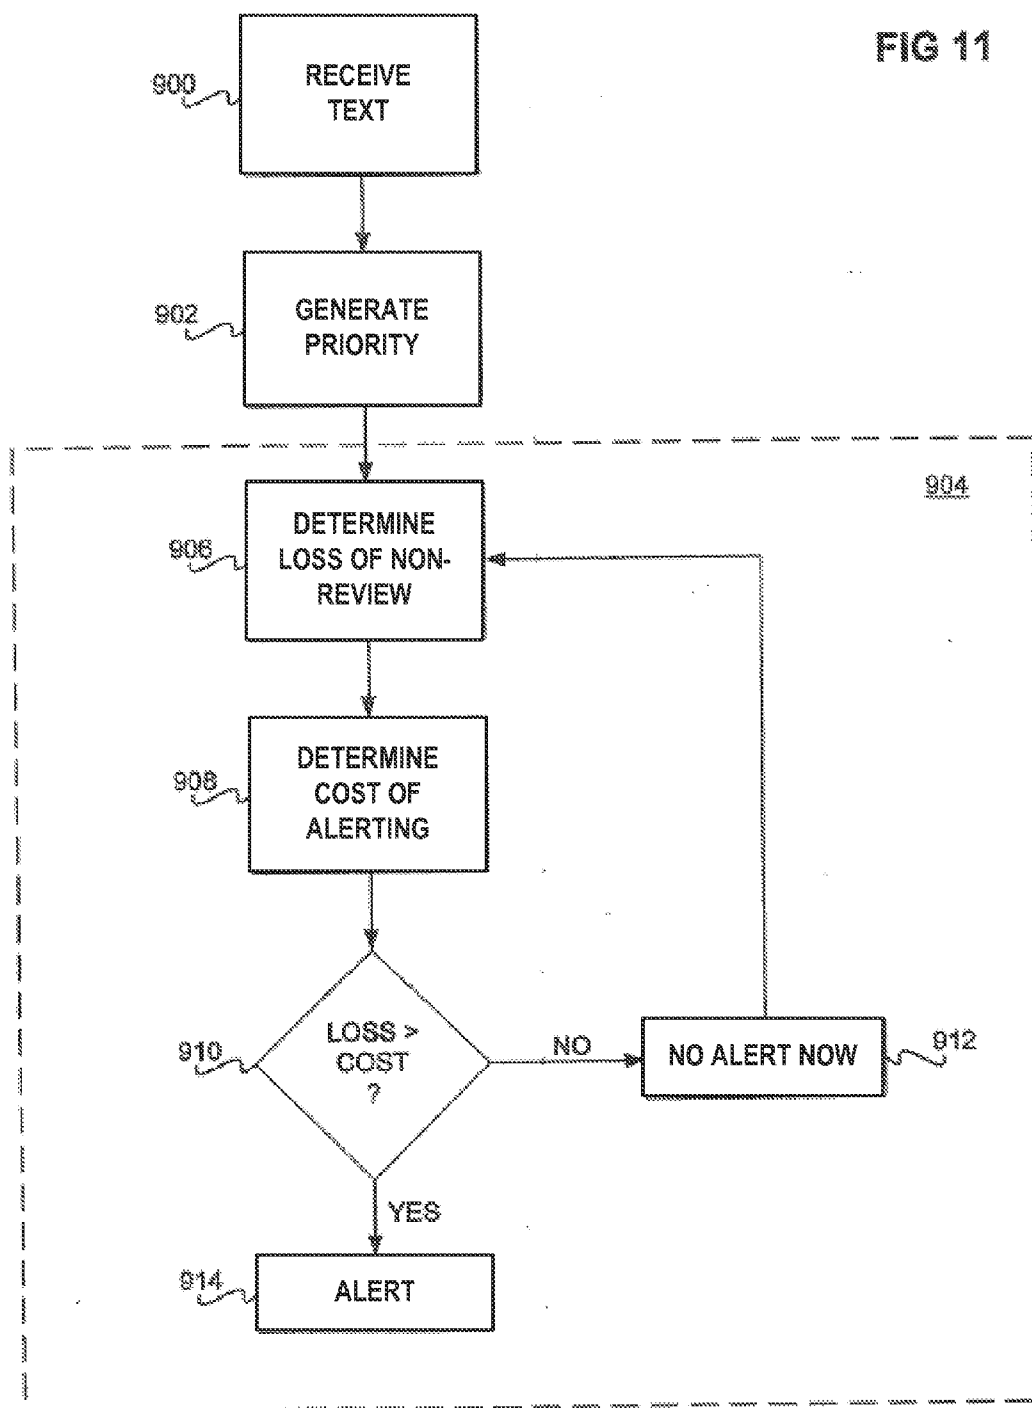 FIG 11
900
RECEIVE
TEXT
902
GENERATE
PRIORITY
904
906
DETERMINE
LOSS OF NON-
REVIEW
908
DETERMINE
COST OF
ALERTING
910
LOSS >
COST
?
NO
NO ALERT NOW
912
YES
914
ALERT